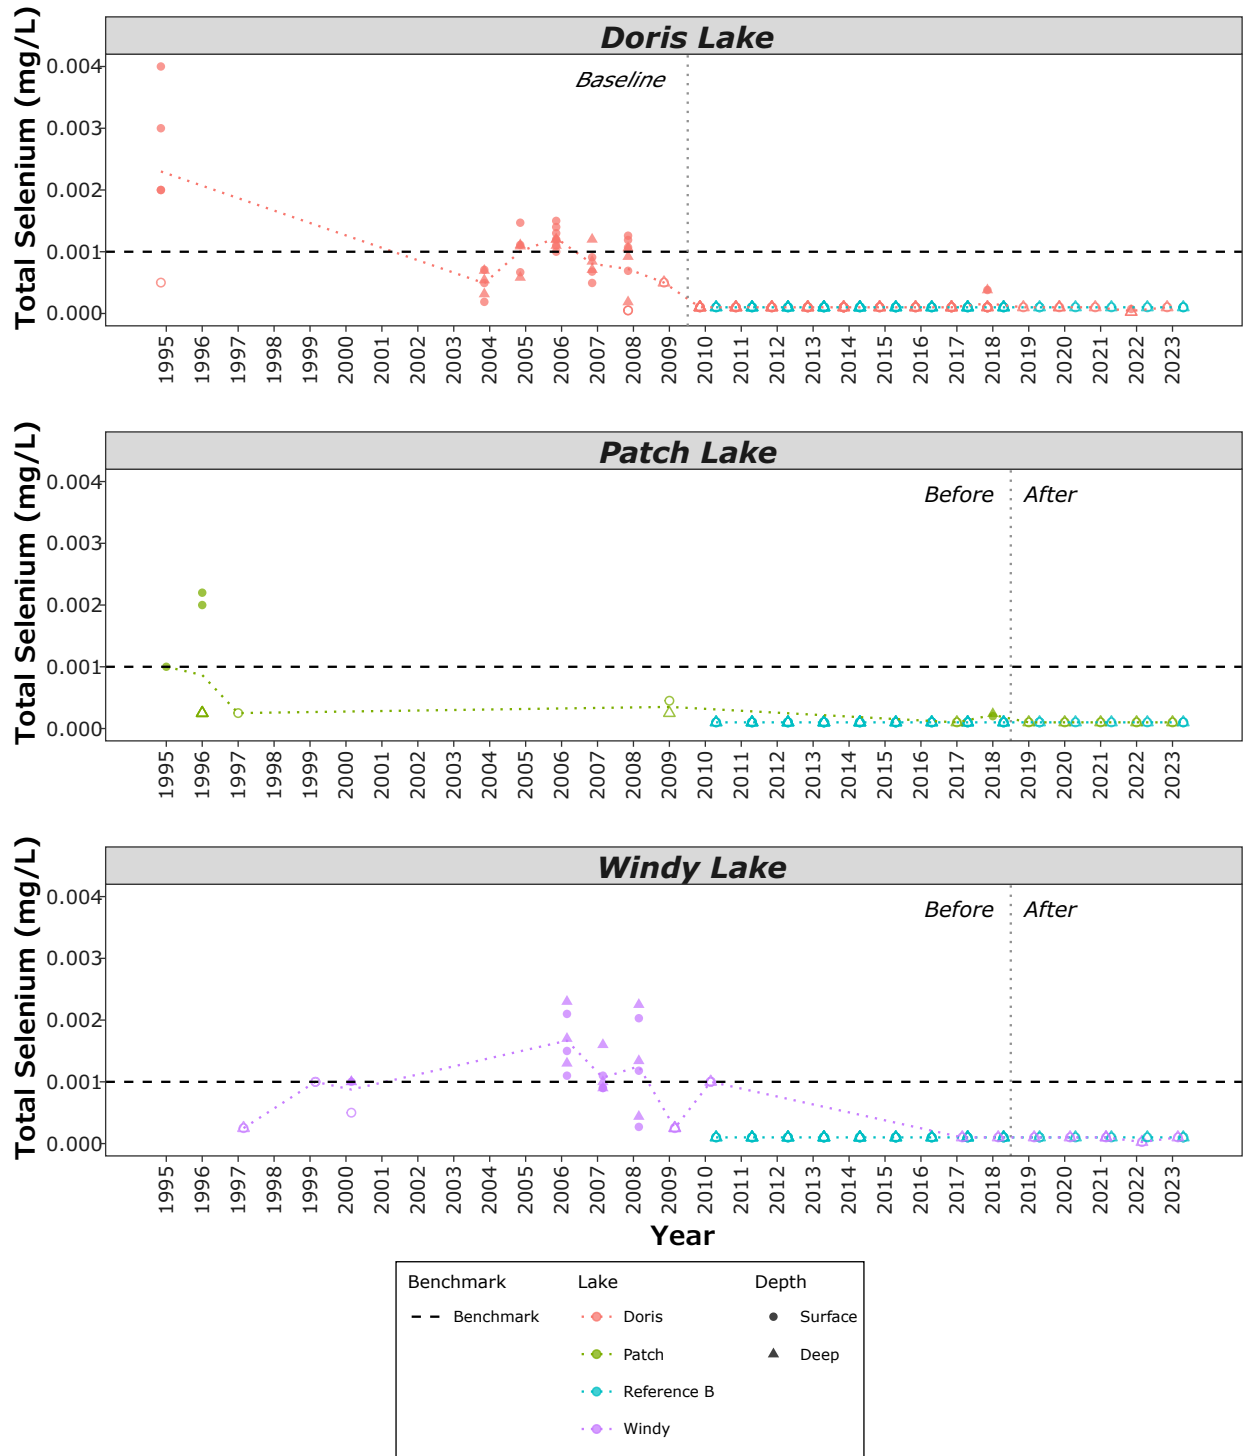 Doris Lake
Total Selenium (mg/L)
Baseline
0.004
0.003
0.002
0.001
0.000
1995 1996 1997 1998 1999 2000 2001 2002 2003 2004 2005 2006 2007 2008 2009 2010 2011 2012 2013 2014 2015 2016 2017 2018 2019 2020 2021 2022 2023
Patch Lake
Total Selenium (mg/L)
Before After
0.004
0.003
0.002
0.001
0.000
1995 1996 1997 1998 1999 2000 2001 2002 2003 2004 2005 2006 2007 2008 2009 2010 2011 2012 2013 2014 2015 2016 2017 2018 2019 2020 2021 2022 2023
Windy Lake
Total Selenium (mg/L)
Before After
0.004
0.003
0.002
0.001
0.000
1995 1996 1997 1998 1999 2000 2001 2002 2003 2004 2005 2006 2007 2008 2009 2010 2011 2012 2013 2014 2015 2016 2017 2018 2019 2020 2021 2022 2023
Year
Benchmark
Benchmark
Lake
Doris
Patch
Reference B
Windy
Depth
Surface
Deep